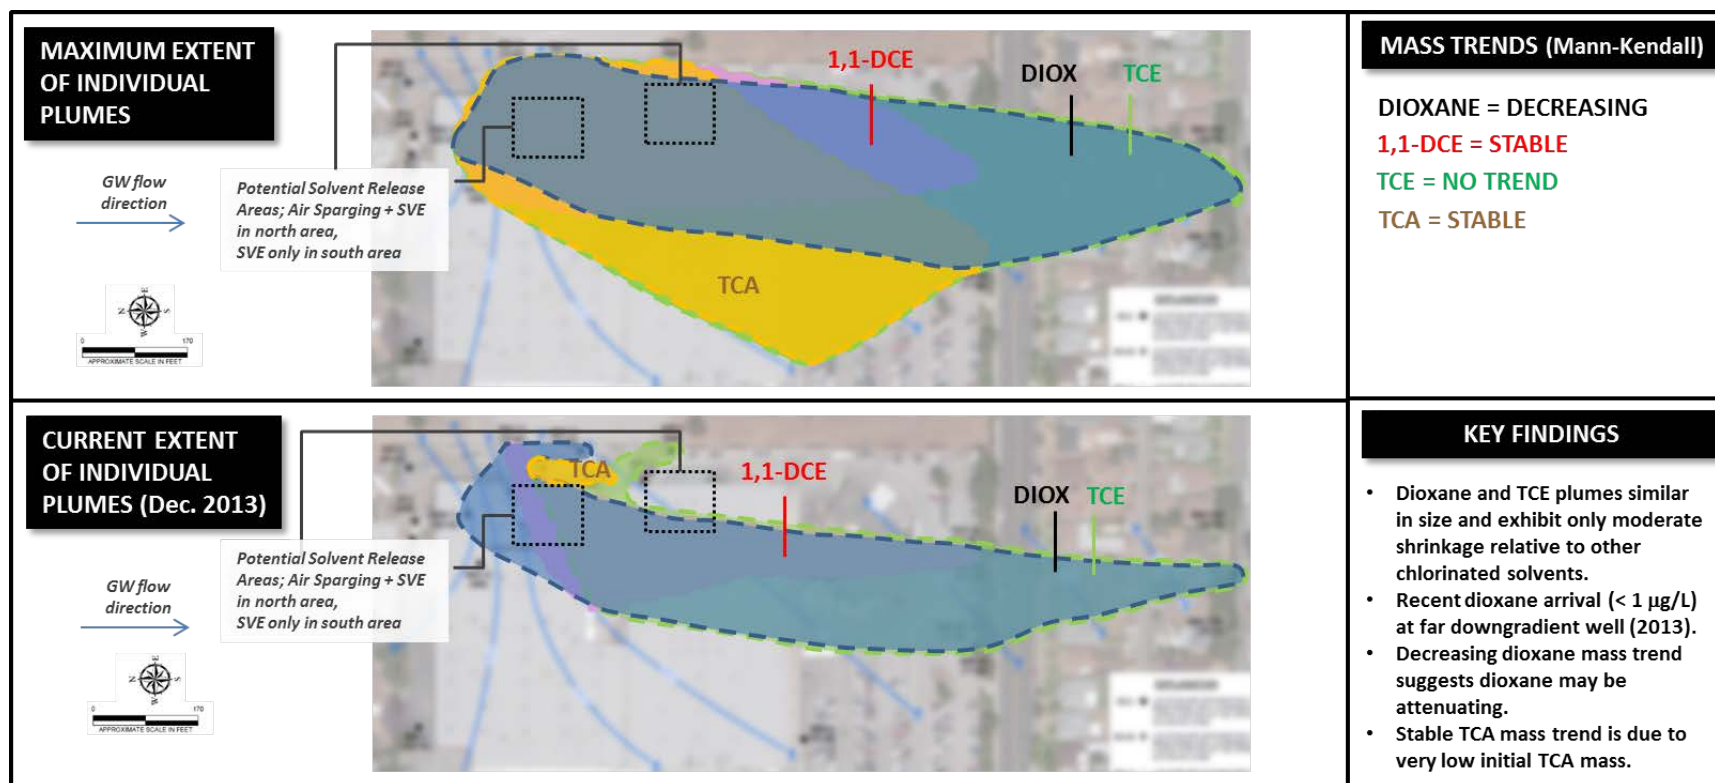 MAXIMUM EXTENT
OF INDIVIDUAL
PLUMES
GW flow
direction
Potential Solvent Release
Areas; Air Sparging + SVE
in north area,
SVE only in south area
1,1-DCE
DIOX
TCE
TCA
E
N
S
W
0
170
APPROXIMATE SCALE IN FEET
MASS TRENDS (Mann-Kendall)
DIOXANE = DECREASING
1,1-DCE = STABLE
TCE = NO TREND
TCA = STABLE
CURRENT EXTENT
OF INDIVIDUAL
PLUMES (Dec. 2013)
GW flow
direction
Potential Solvent Release
Areas; Air Sparging + SVE
in north area,
SVE only in south area
TCA
1,1-DCE
DIOX
TCE
E
N
S
W
0
170
APPROXIMATE SCALE IN FEET
KEY FINDINGS
• Dioxane and TCE plumes similar
in size and exhibit only moderate
shrinkage relative to other
chlorinated solvents.
• Recent dioxane arrival (< 1 µg/L)
at far downgradient well (2013).
• Decreasing dioxane mass trend
suggests dioxane may be
attenuating.
• Stable TCA mass trend is due to
very low initial TCA mass.